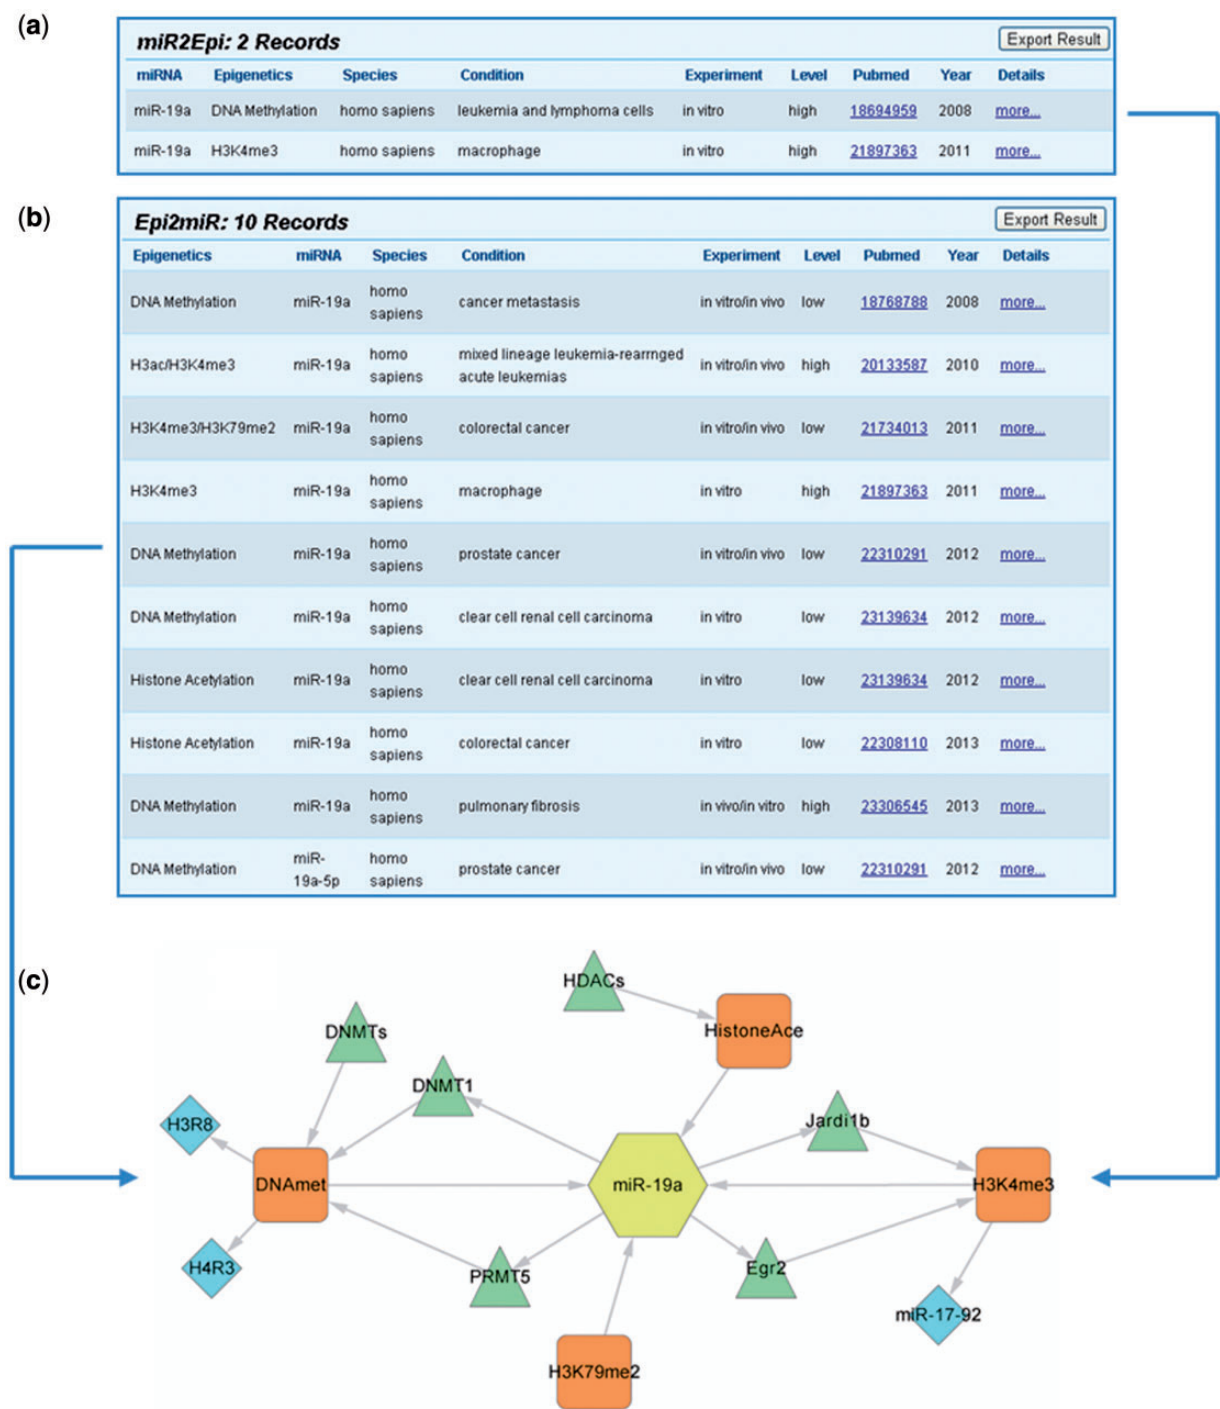 (a)
miR2Epi: 2 Records
Export Result
miRNA Epigenetics Species Condition Experiment Level Pubmed Year Details
miR-19a DNA Methylation homo sapiens leukemia and lymphoma cells in vitro high 18694959 2008 more...
miR-19a H3K4me3 homo sapiens macrophage in vitro high 21897363 2011 more...
(b)
Epi2miR: 10 Records
Export Result
Epigenetics miRNA Species Condition Experiment Level Pubmed Year Details
DNA Methylation miR-19a homo sapiens cancer metastasis in vitro/in vivo low 18768788 2008 more...
H3ac/H3K4me3 miR-19a homo sapiens mixed lineage leukemia-rearrnged acute leukemias in vitro/in vivo high 20133587 2010 more...
H3K4me3/H3K79me2 miR-19a homo sapiens colorectal cancer in vitro/in vivo low 21734013 2011 more...
H3K4me3 miR-19a homo sapiens macrophage in vitro high 21897363 2011 more...
DNA Methylation miR-19a homo sapiens prostate cancer in vitro/in vivo low 22310291 2012 more...
DNA Methylation miR-19a homo sapiens clear cell renal cell carcinoma in vitro low 23139634 2012 more...
Histone Acetylation miR-19a homo sapiens clear cell renal cell carcinoma in vitro low 23139634 2012 more...
Histone Acetylation miR-19a homo sapiens colorectal cancer in vitro low 22308110 2013 more...
DNA Methylation miR-19a homo sapiens pulmonary fibrosis in vivo/in vitro high 23306545 2013 more...
DNA Methylation miR-19a-5p homo sapiens prostate cancer in vitro/in vivo low 22310291 2012 more...
(c)
HDACs
DNMTs
HistoneAce
DNMT1
H3R8
Jardi1b
DNAmet
miR-19a
H3K4me3
H4R3
PRMT5
Egr2
miR-17-92
H3K79me2